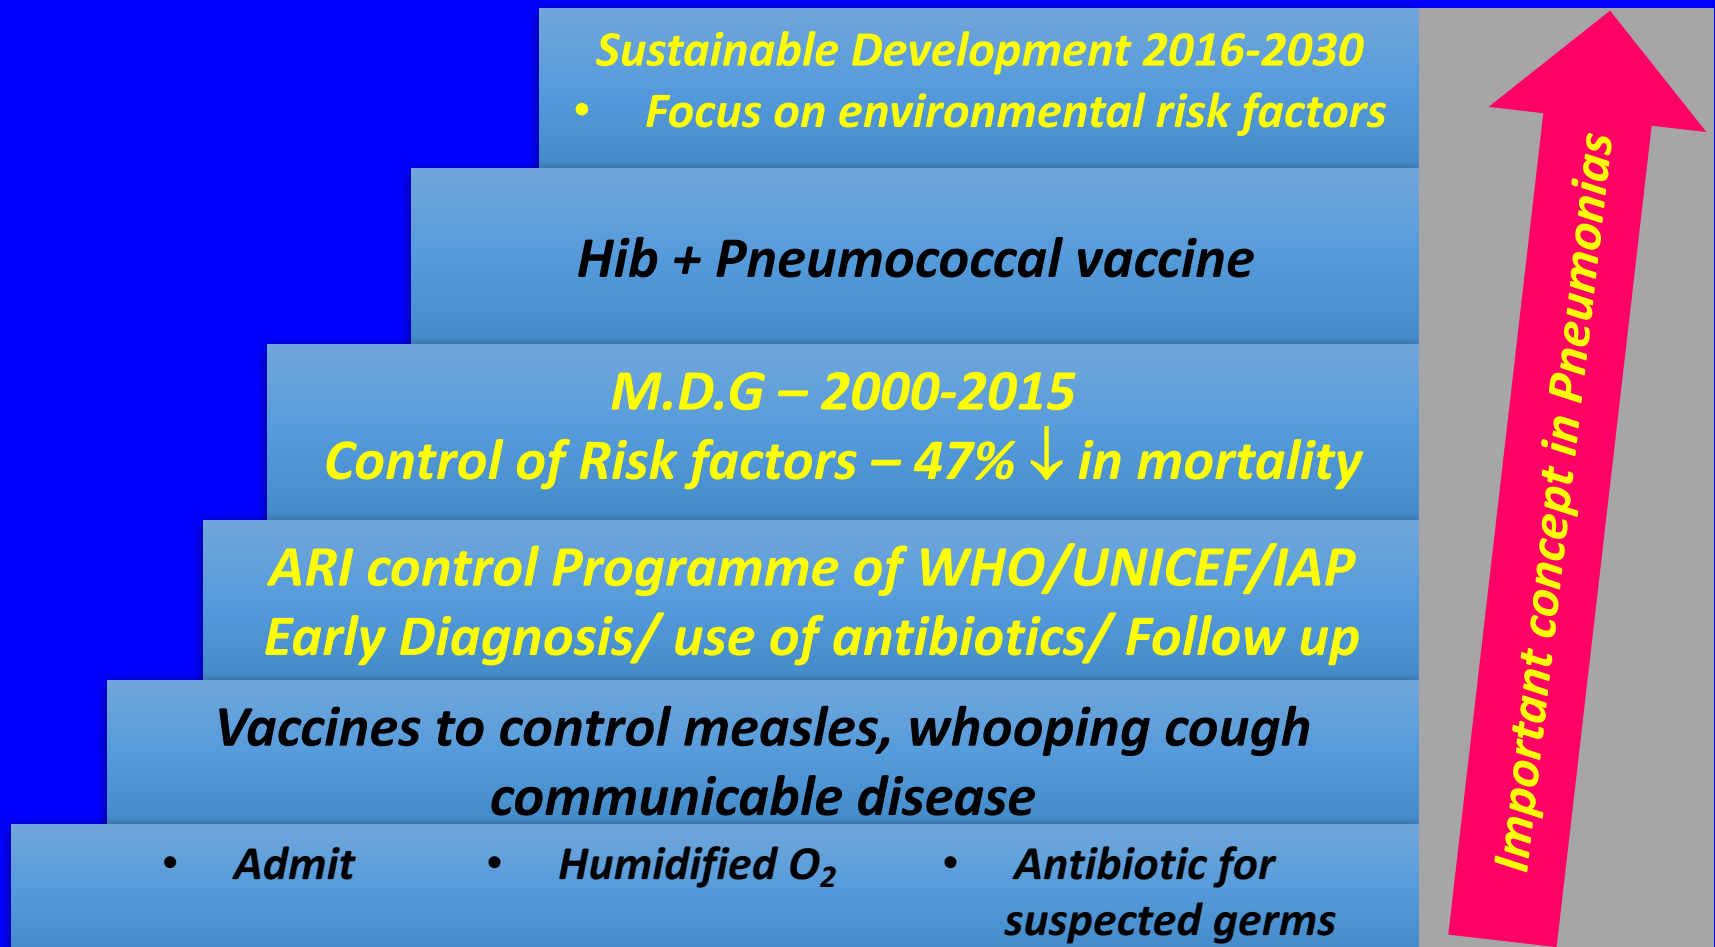 Sustainable Development 2016-2030
• Focus on environmental risk factors
Hib + Pneumococcal vaccine
M.D.G – 2000-2015
Control of Risk factors – 47% ↓ in mortality
ARI control Programme of WHO/UNICEF/IAP
Early Diagnosis/ use of antibiotics/ Follow up
Vaccines to control measles, whooping cough
communicable disease
• Admit
• Humidified O₂
• Antibiotic for
suspected germs
Important concept in Pneumonias